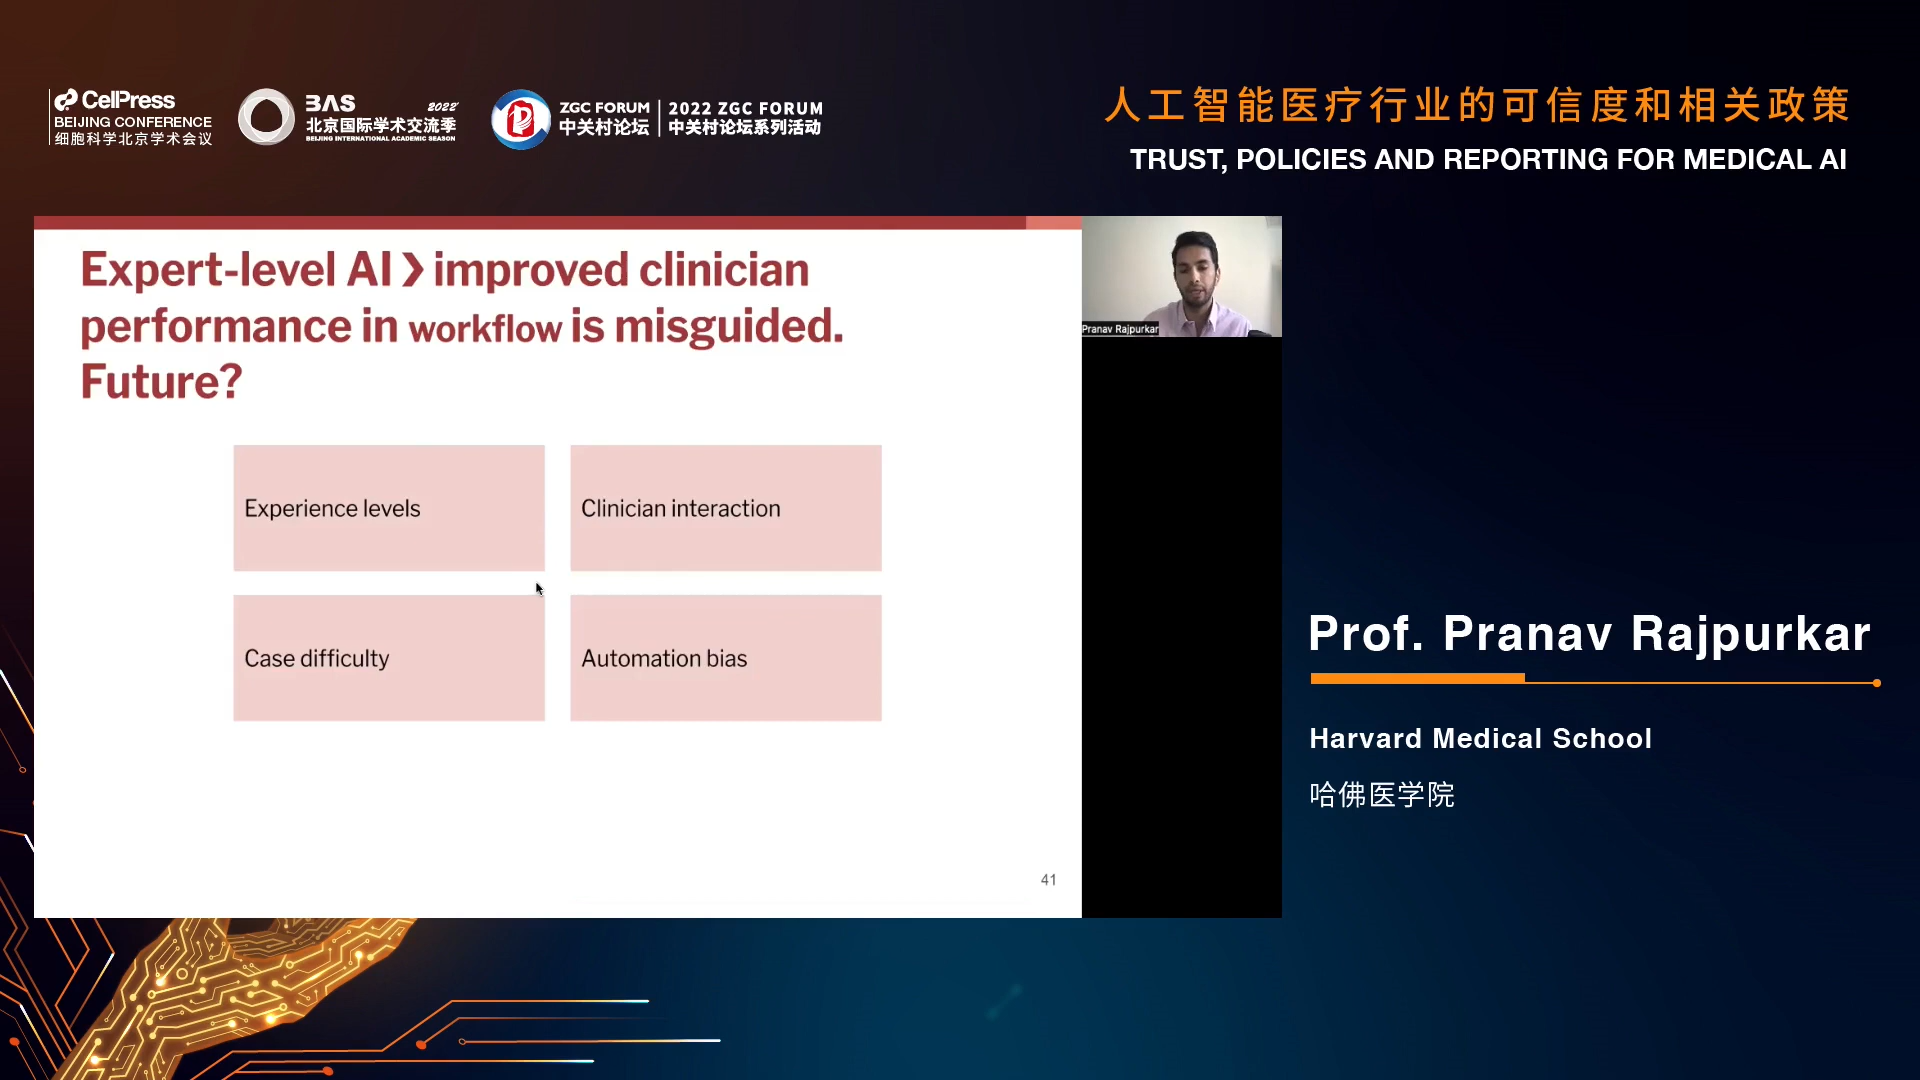 CellPress
BEIJING CONFERENCE
细胞科学北京学术会议
BAS 2022
北京国际学术交流季
BEIJING INTERNATIONAL ACADEMIC SEASON
ZGC FORUM
中关村论坛
2022 ZGC FORUM
中关村论坛系列活动
人工智能医疗行业的可信度和相关政策
TRUST, POLICIES AND REPORTING FOR MEDICAL AI
Expert-level AI ❯ improved clinician
performance in workflow is misguided.
Future?
Experience levels
Clinician interaction
Case difficulty
Automation bias
41
Pranav Rajpurkar
Prof. Pranav Rajpurkar
Harvard Medical School
哈佛医学院